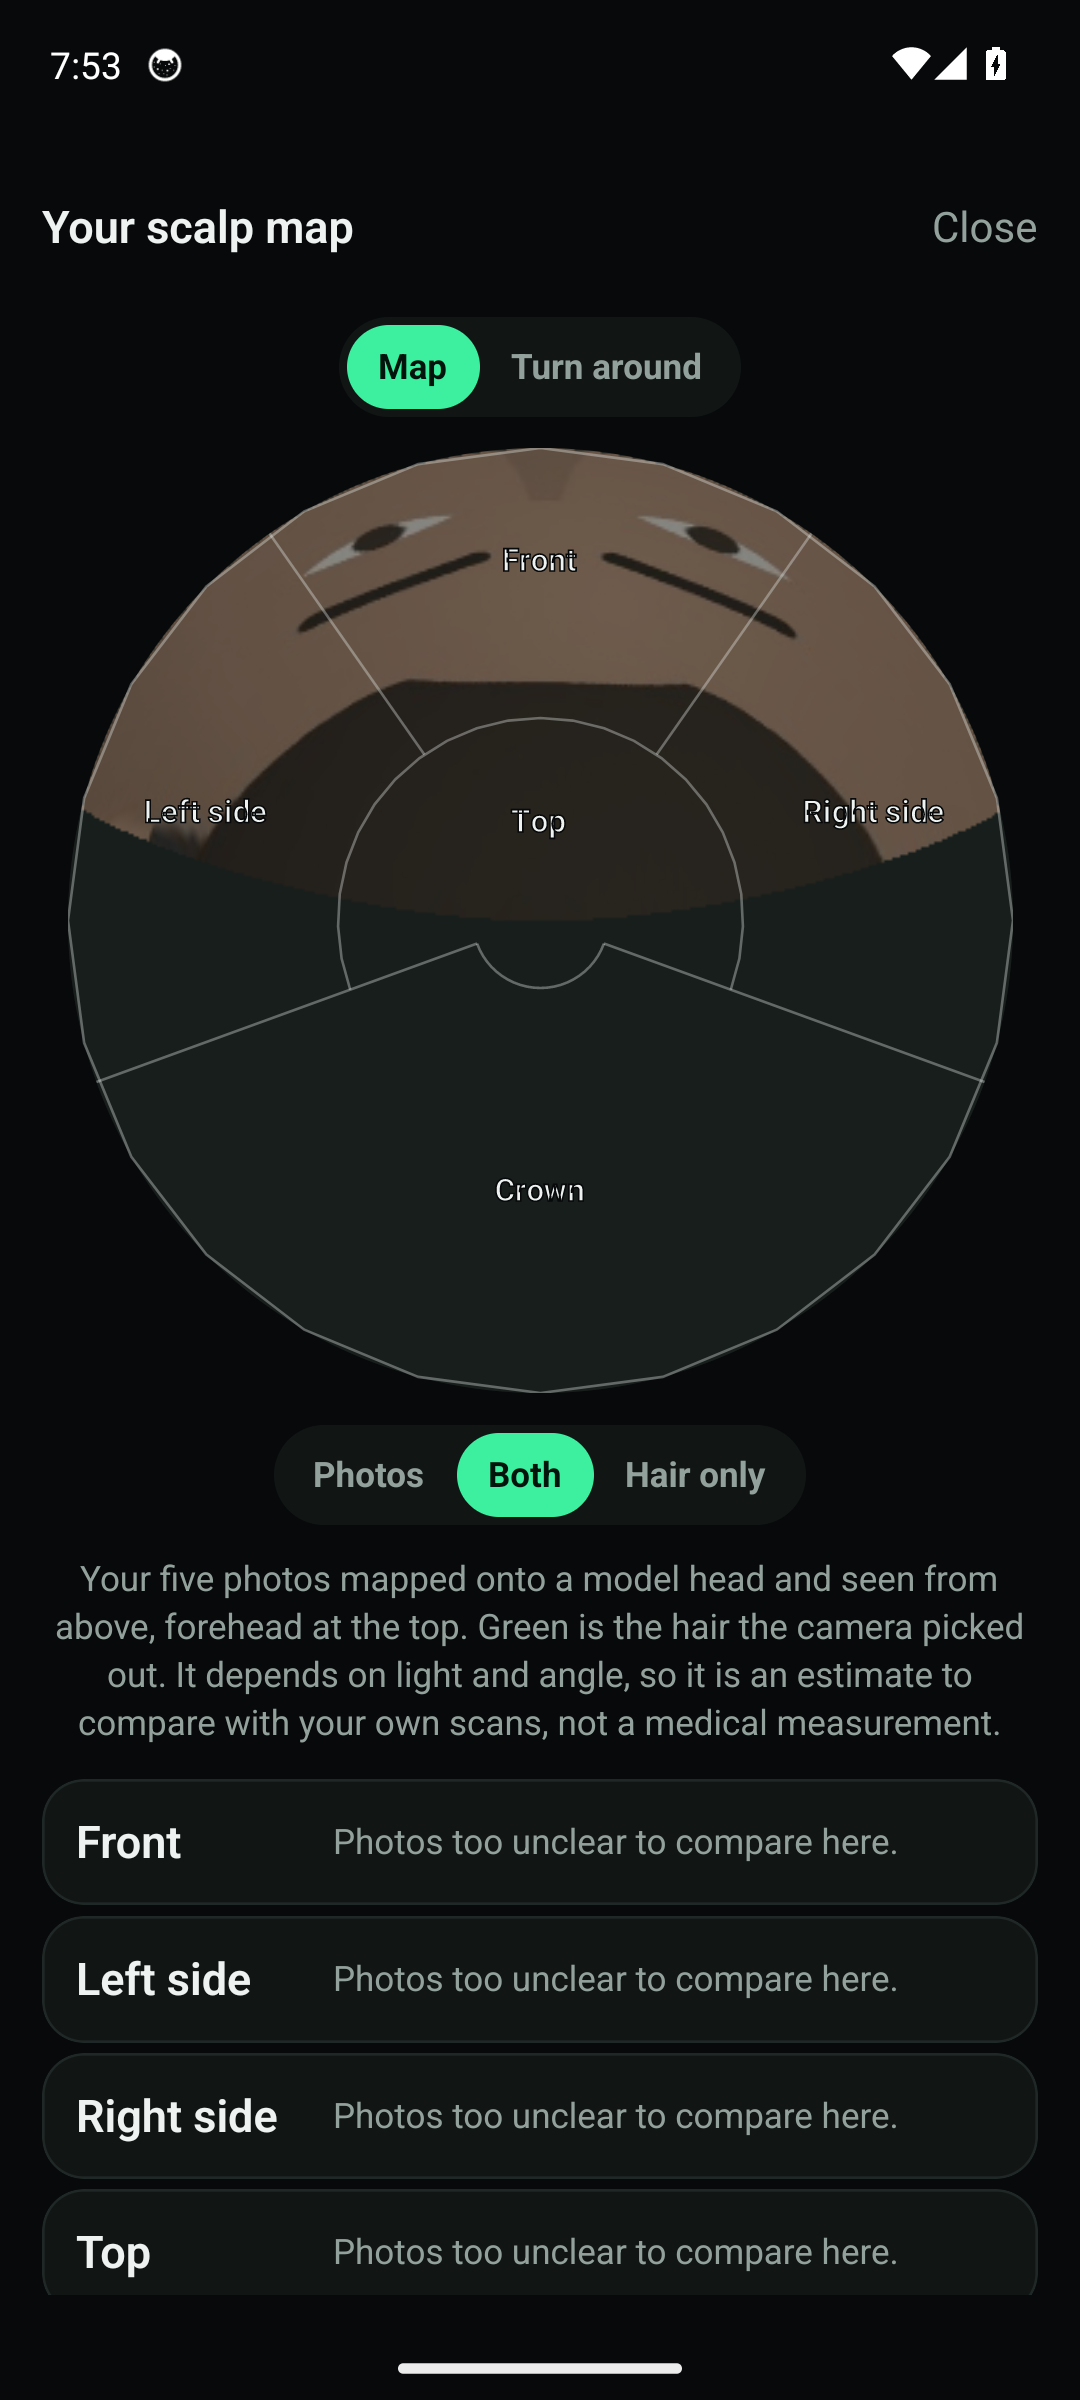 7:53
Your scalp map
Close
Map
Turn around
Front
Left side
Top
Right side
Crown
Photos
Both
Hair only
Your five photos mapped onto a model head and seen from
above, forehead at the top. Green is the hair the camera picked
out. It depends on light and angle, so it is an estimate to
compare with your own scans, not a medical measurement.
Front
Photos too unclear to compare here.
Left side
Photos too unclear to compare here.
Right side
Photos too unclear to compare here.
Top
Photos too unclear to compare here.